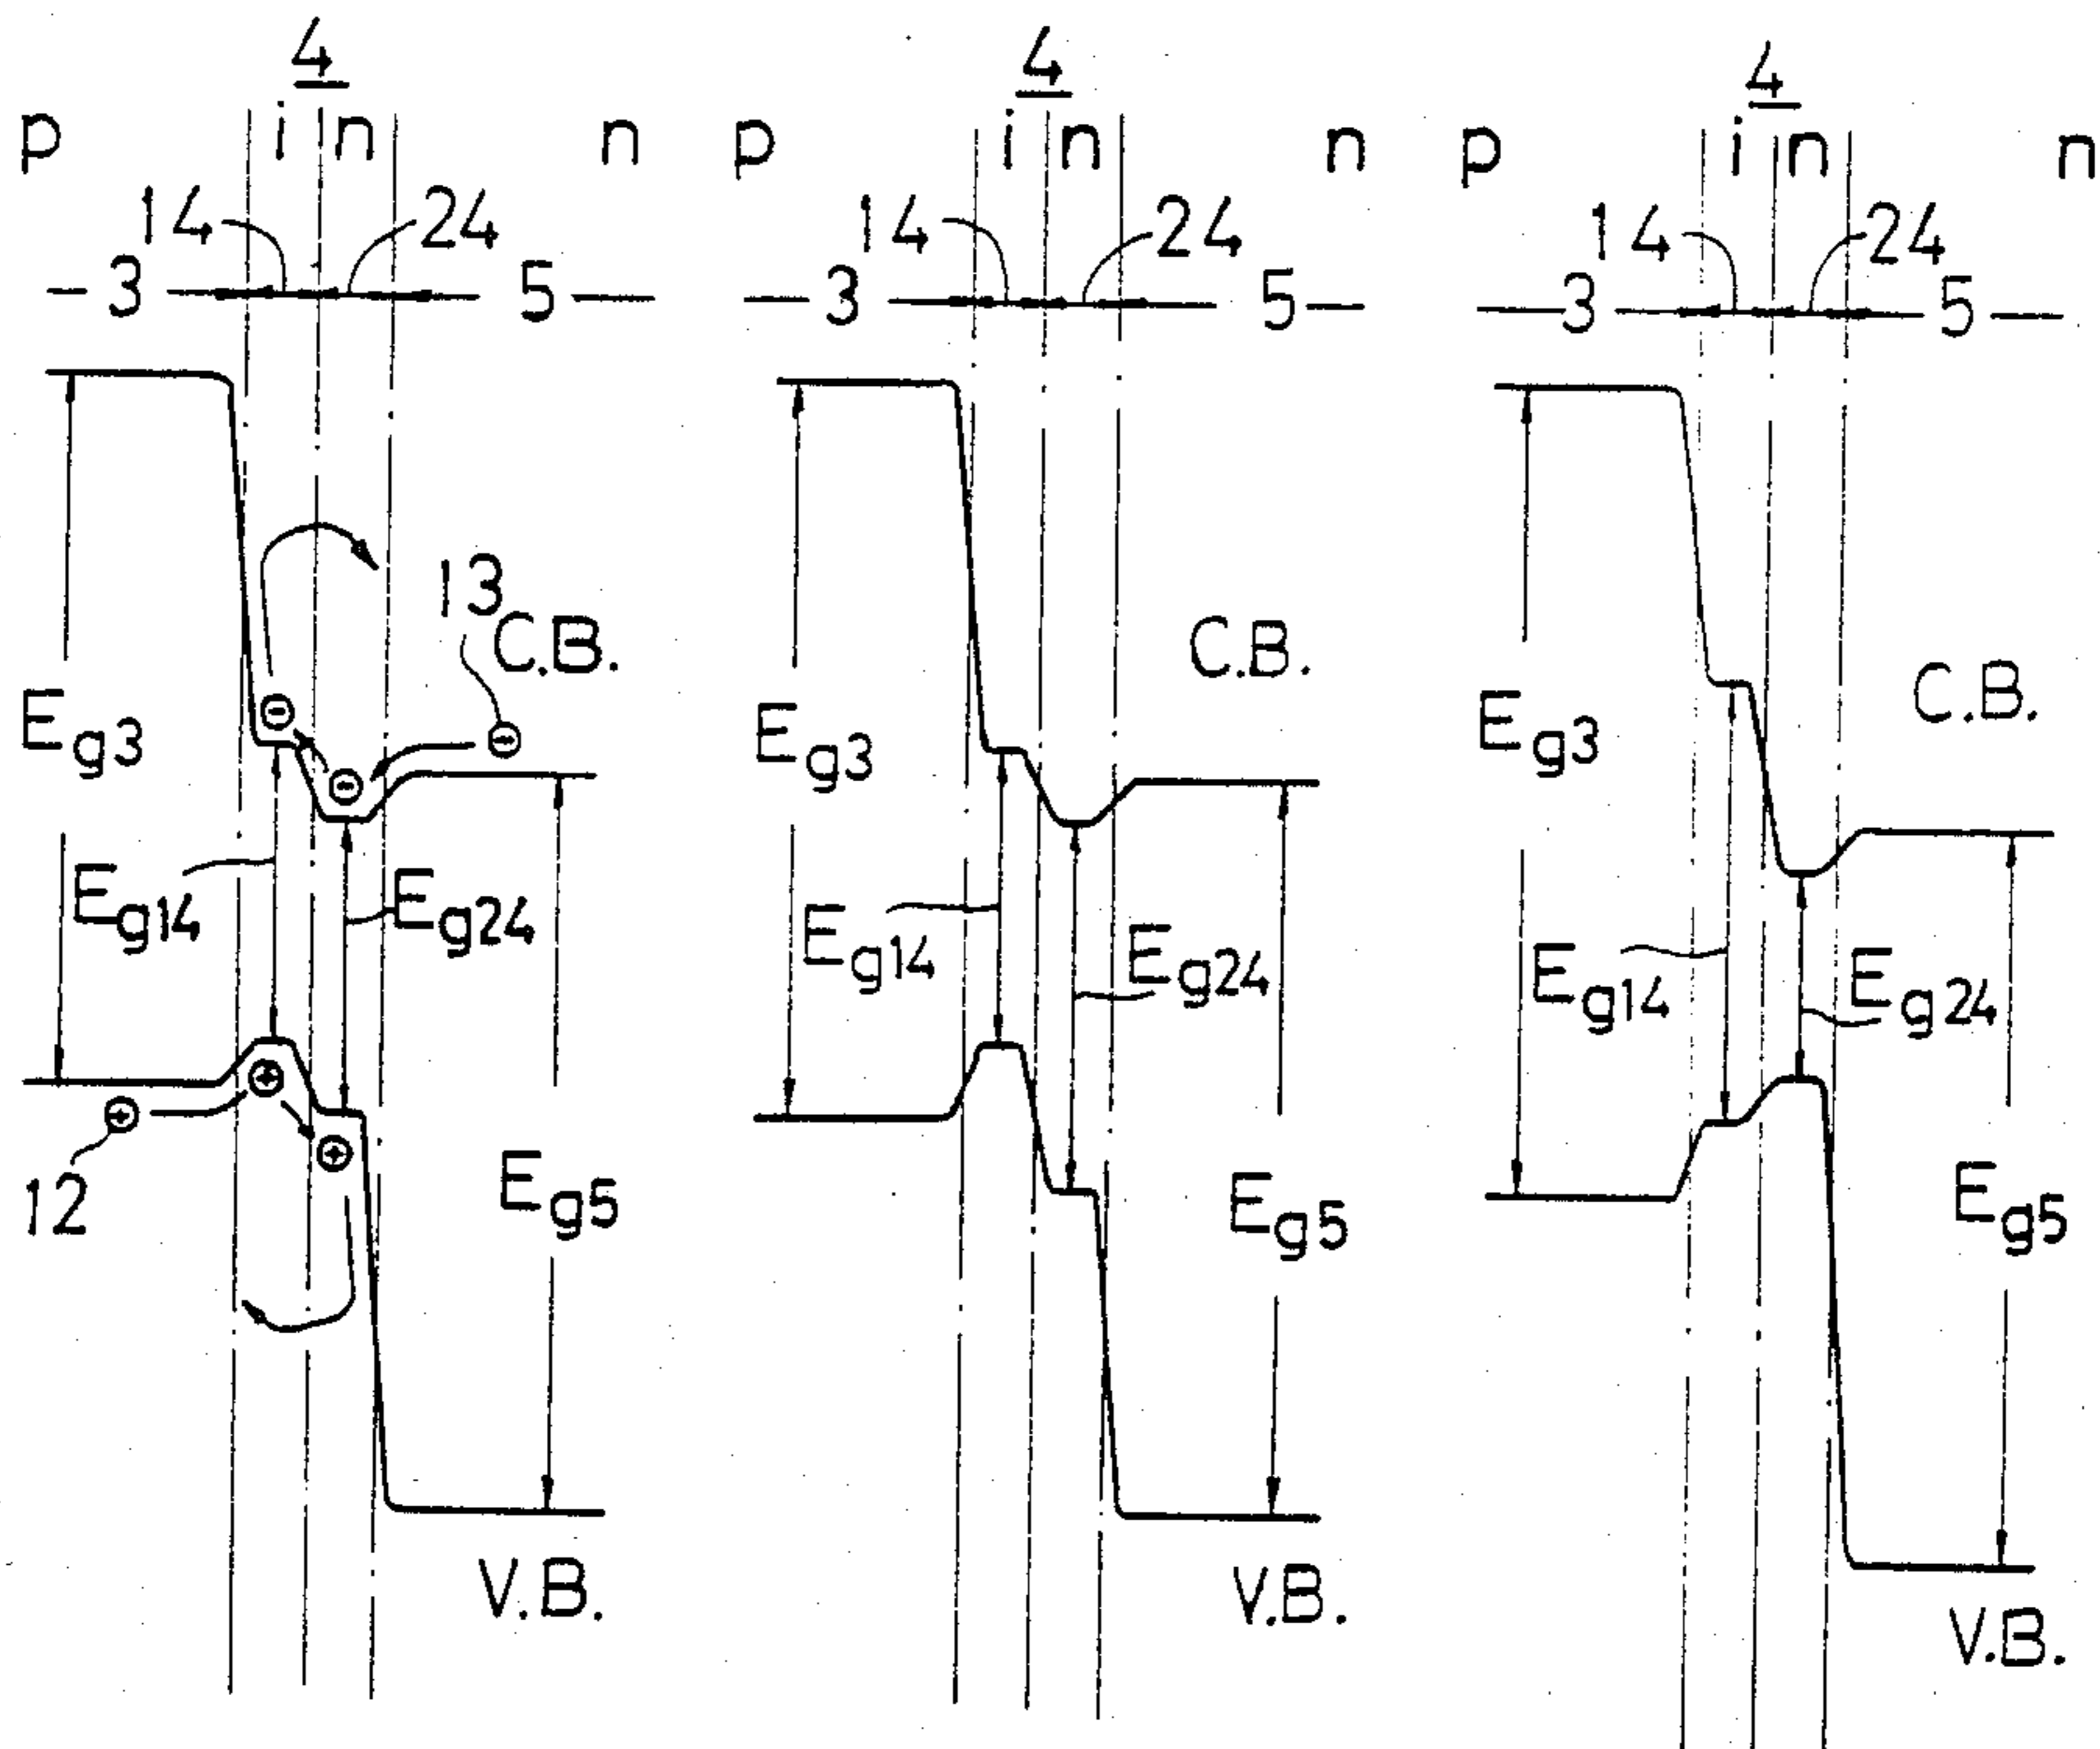 4
p i n n
14 24
3 5
13
C.B.
⊖
⊖ ⊖
Eg3
Eg14 Eg24
⊕
⊕
⊕
12
Eg5
V.B.
4
p i n n
14 24
3 5
C.B.
Eg3
Eg14 Eg24
Eg5
V.B.
4
p i n n
14 24
3 5
C.B.
Eg3
Eg14 Eg24
Eg5
V.B.